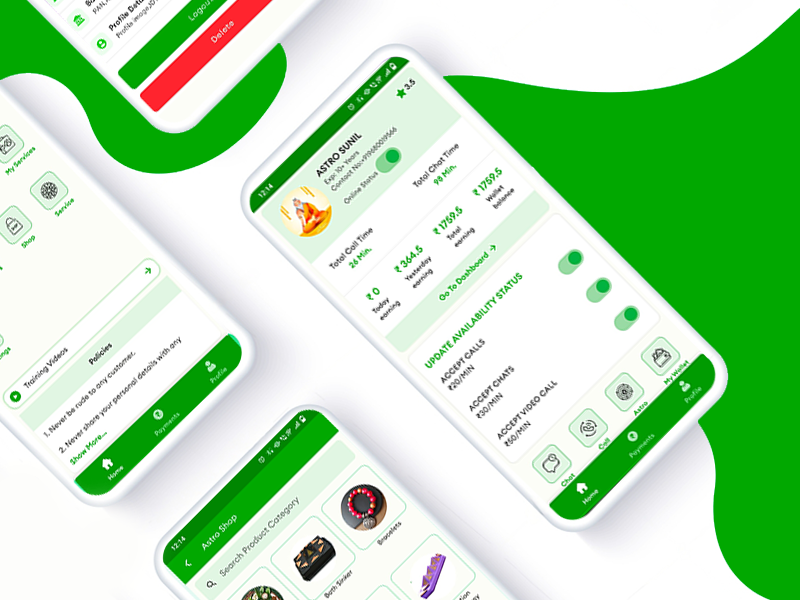 Profile Details
Logout
Delete
My Services
Service
Shop
Training Videos
Policies
1. Never be rude to any customer.
2. Never share your personal details with any
Show More...
Home
Payments
Profile
12:14
3.5
ASTRO SUNIL
Exp: 10+ Years
Online Status
Total Call Time
26 Min.
Total Chat Time
98 Min.
₹ 0
Today
earning
₹ 364.5
Yesterday
earning
₹ 1759.5
Total
earning
₹ 1759.5
Wallet
balance
Go To Dashboard →
UPDATE AVAILABILITY STATUS
ACCEPT CALLS
₹20/MIN
ACCEPT CHATS
₹30/MIN
ACCEPT VIDEO CALL
₹50/MIN
Chat
Call
Astro
My Wallet
Home
Payments
Profile
12:14
Astro Shop
Search Product Category
Bath Sinker
Bracelets